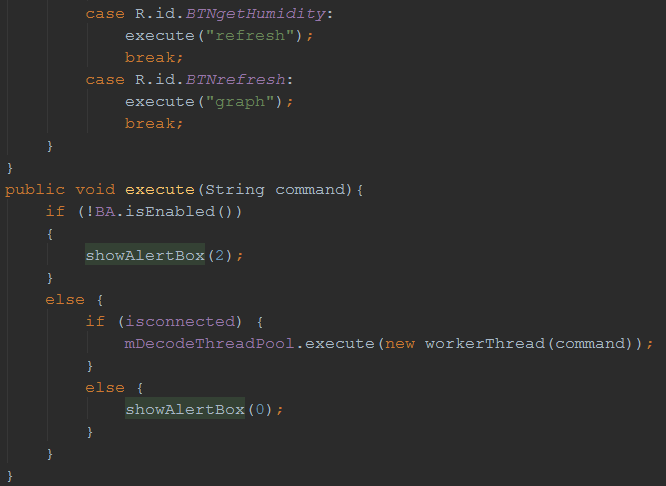 case R.id.BTNgetHumidity:
execute("refresh");
break;
case R.id.BTNrefresh:
execute("graph");
break;
}
}
public void execute(String command){
if (!BA.isEnabled())
{
showAlertBox(2);
}
else {
if (isconnected) {
mDecodeThreadPool.execute(new workerThread(command));
}
else {
showAlertBox(0);
}
}
}